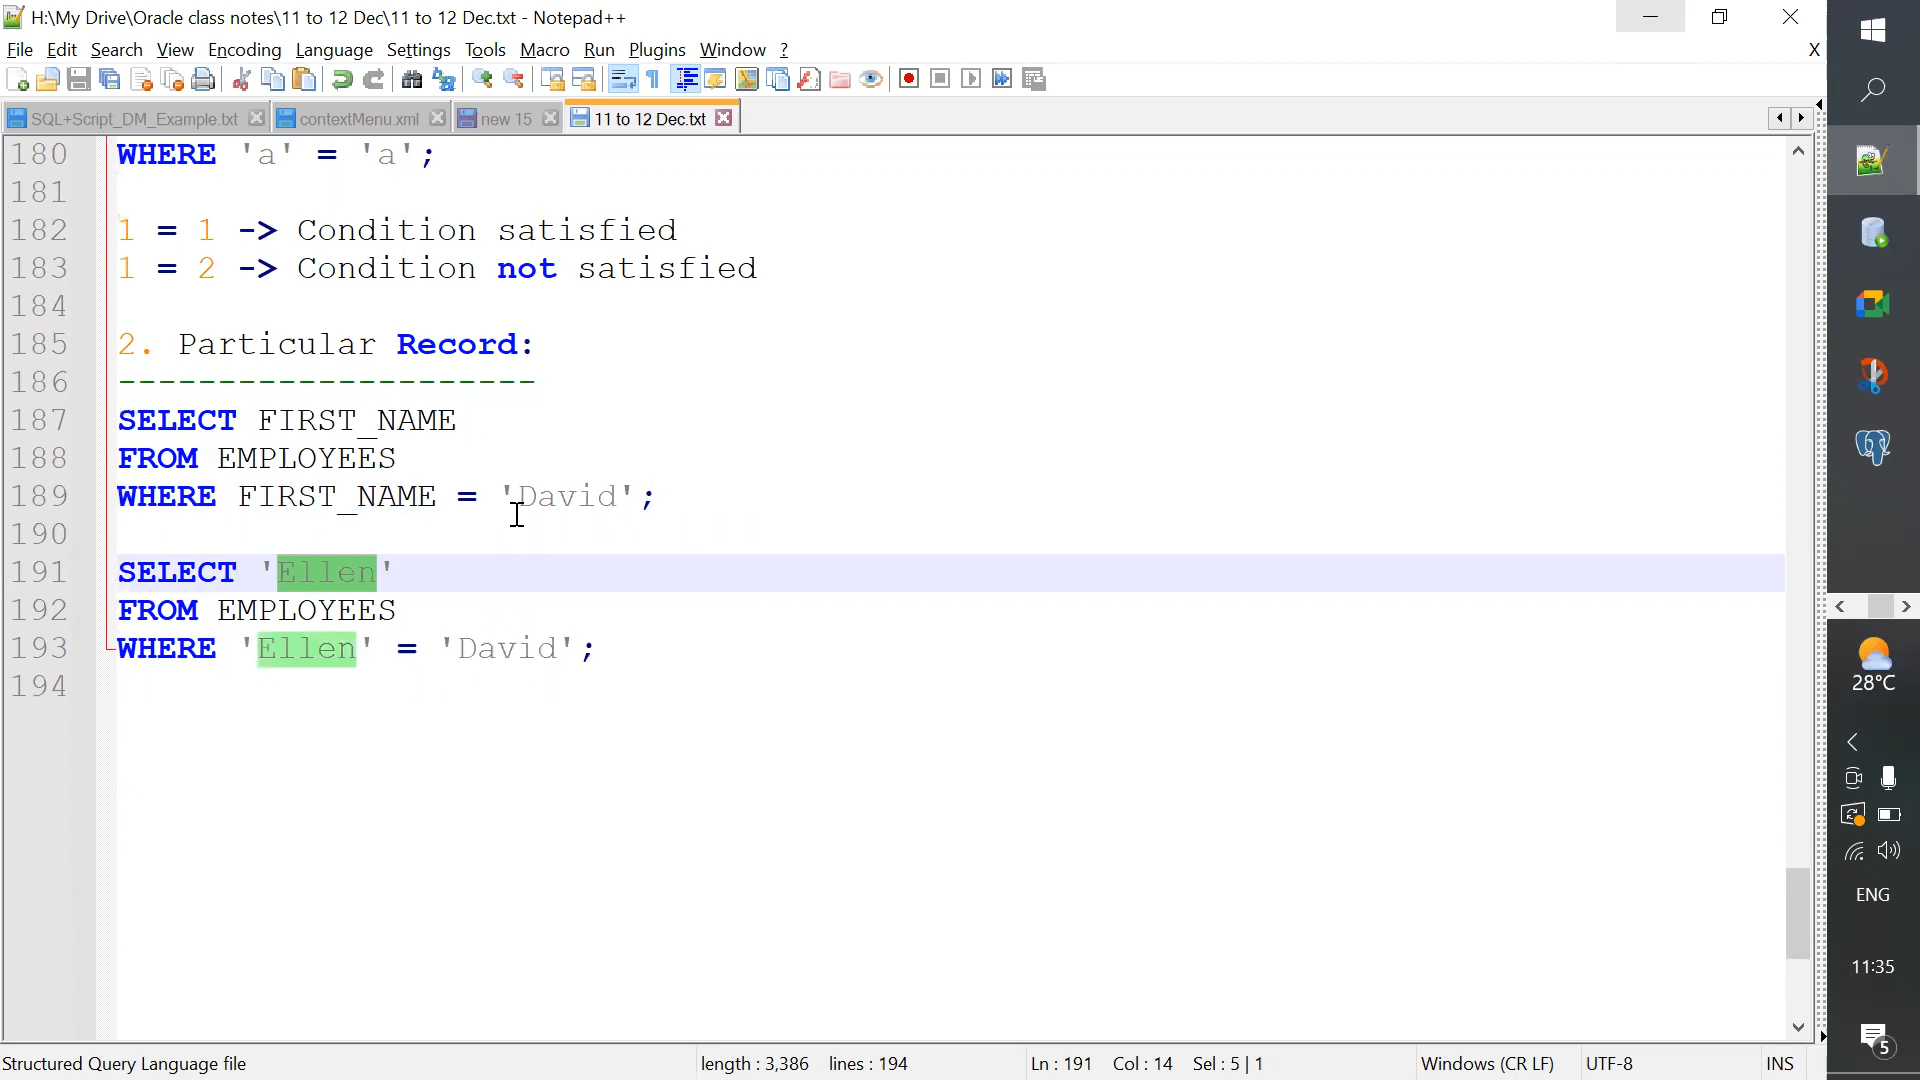 H:\My Drive\Oracle class notes\11 to 12 Dec\11 to 12 Dec.txt - Notepad++
File Edit Search View Encoding Language Settings Tools Macro Run Plugins Window ? X
SQL+Script_DM_Example.txt contextMenu.xml new 15 11 to 12 Dec.txt
180 WHERE 'a' = 'a';
181
182 1 = 1 -> Condition satisfied
183 1 = 2 -> Condition not satisfied
184
185 2. Particular Record:
186 ---------------------
187 SELECT FIRST_NAME
188 FROM EMPLOYEES
189 WHERE FIRST_NAME = 'David';
190
191 SELECT 'Ellen'
192 FROM EMPLOYEES
193 WHERE 'Ellen' = 'David';
194
Structured Query Language file length : 3,386 lines : 194 Ln : 191 Col : 14 Sel : 5 | 1 Windows (CR LF) UTF-8 INS
28°C
ENG
11:35
5